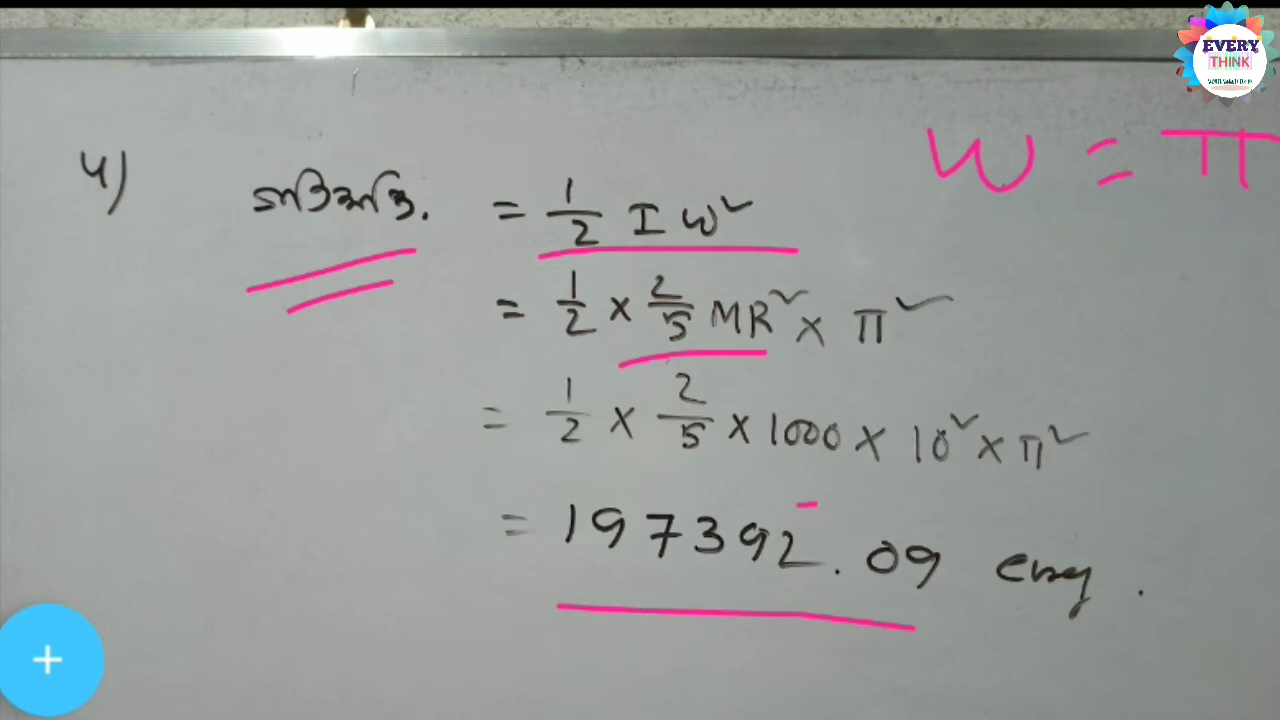 EVERY
THINK
ω = π
4) গতিশক্তি. = 1/2 I ω²
= 1/2 × 2/5 MR² × π²
= 1/2 × 2/5 × 1000 × 10² × π²
= 197392.09 erg.
+